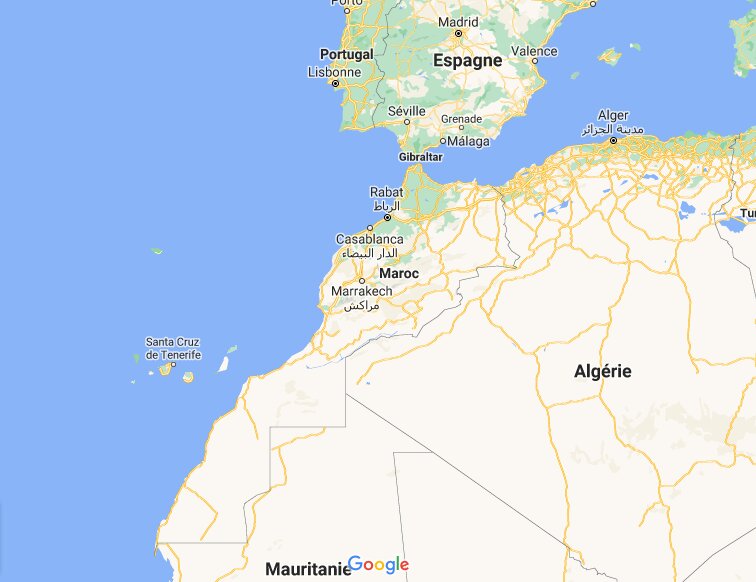 Porto
Madrid
Portugal
Espagne
Valence
Lisbonne
Séville
Grenade
Málaga
Alger
مدينة الجزائر
Gibraltar
Rabat
الرباط
Tu
Casablanca
الدار البيضاء
Maroc
Marrakech
مراكش
Santa Cruz
de Tenerife
Algérie
Mauritanie
Google